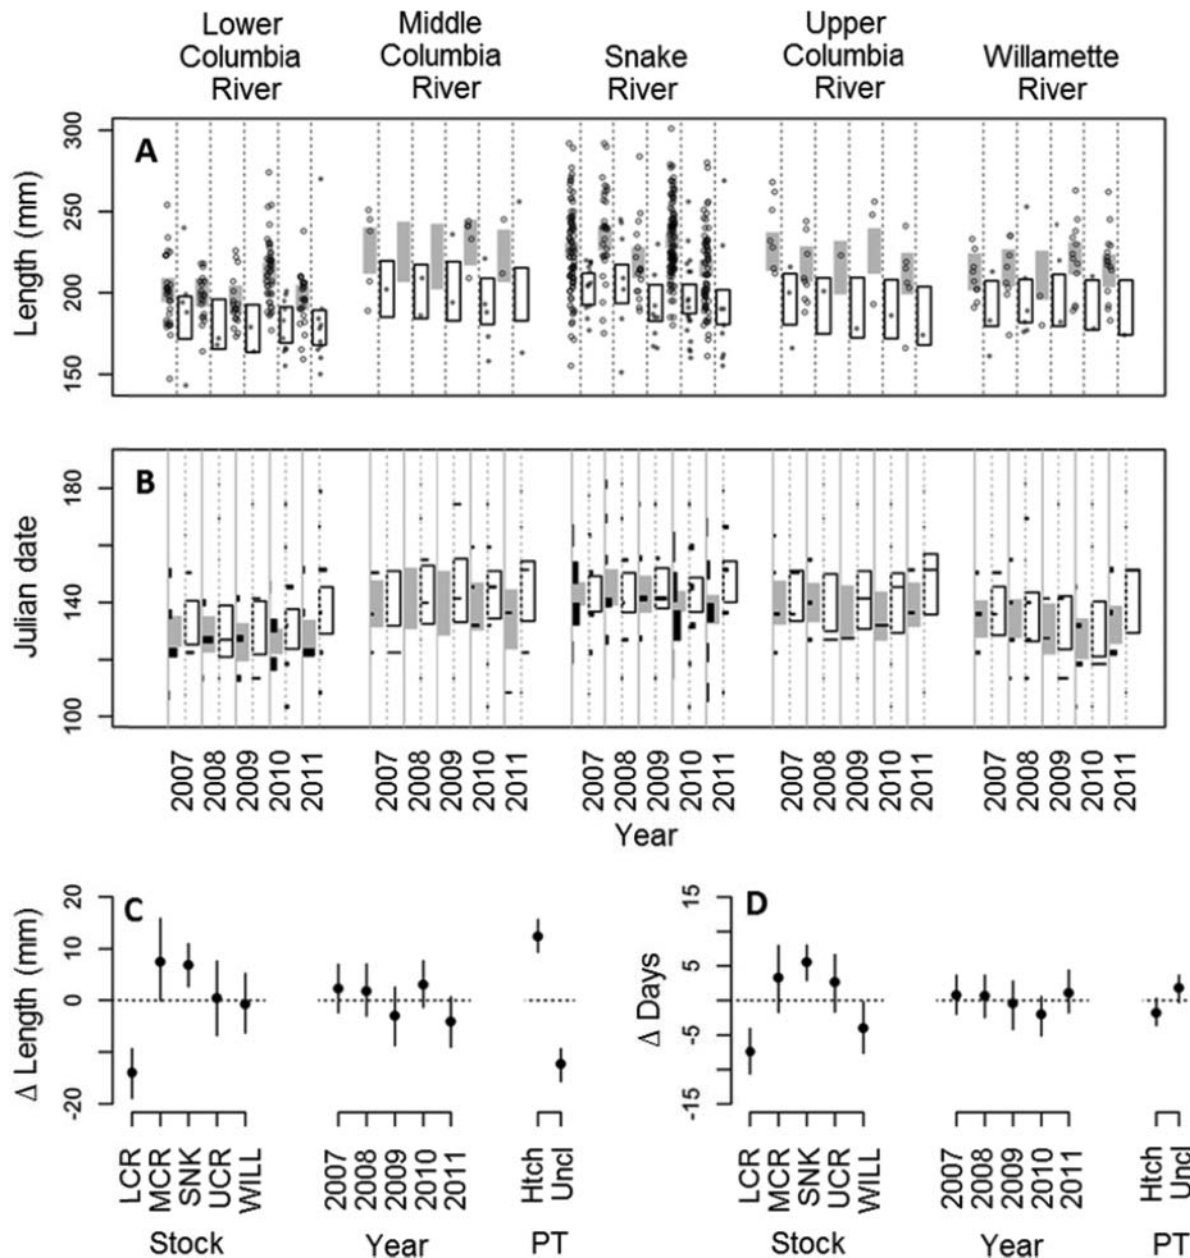 Lower
Columbia
River
Middle
Columbia
River
Snake
River
Upper
Columbia
River
Willamette
River
A
Length (mm)
300
250
200
150
B
Julian date
180
140
100
2007 2008 2009 2010 2011 2007 2008 2009 2010 2011 2007 2008 2009 2010 2011 2007 2008 2009 2010 2011 2007 2008 2009 2010 2011
Year
C
Δ Length (mm)
20
10
0
-20
LCR MCR SNK UCR WILL 2007 2008 2009 2010 2011 Htch Uncl
Stock Year PT
D
Δ Days
15
5
-5
-15
LCR MCR SNK UCR WILL 2007 2008 2009 2010 2011 Htch Uncl
Stock Year PT